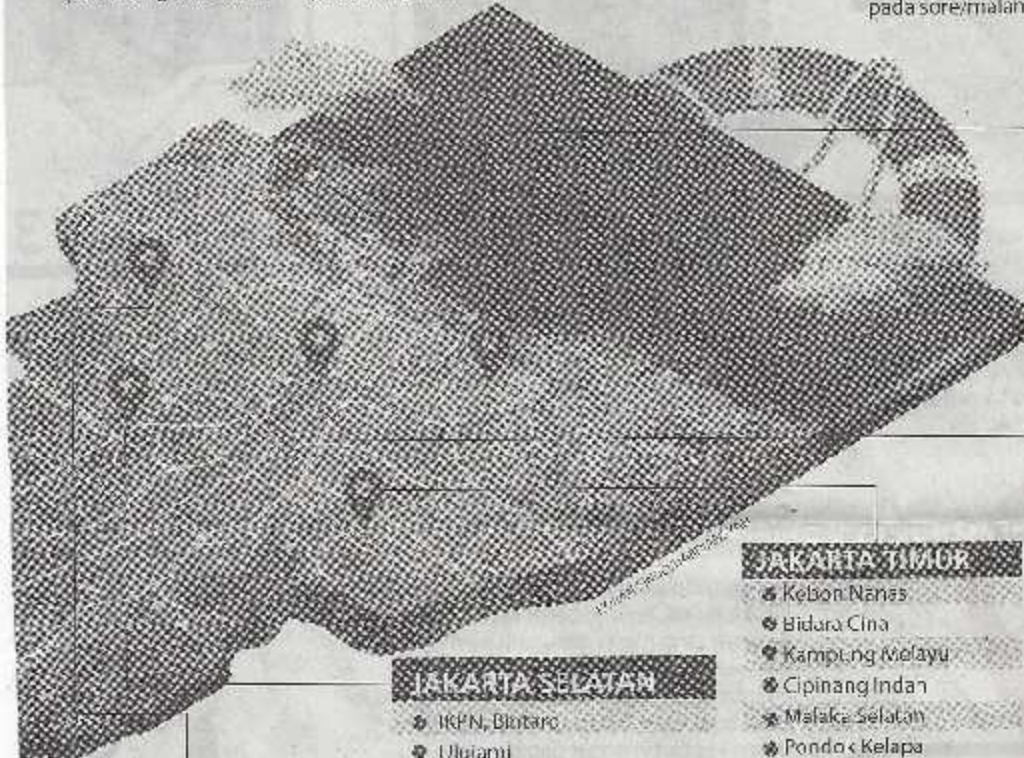 pada sore/malam
JAKARTA TIMUR
Kebon Nanas
Bidara Cina
Kampung Melayu
Cipinang Indah
Malaka Selatan
Pondok Kelapa
JAKARTA SELATAN
IKPN, Bintaro
Ulujami